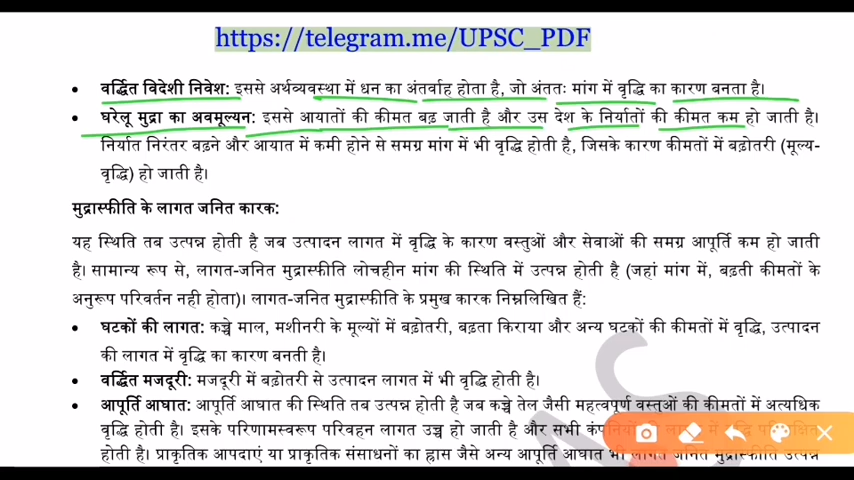 https://telegram.me/UPSC_PDF
• वर्द्धित विदेशी निवेश: इससे अर्थव्यवस्था में धन का अंतर्वाह होता है, जो अंततः मांग में वृद्धि का कारण बनता है।
• घरेलू मुद्रा का अवमूल्यन: इससे आयातों की कीमत बढ़ जाती है और उस देश के निर्यातों की कीमत कम हो जाती है।
निर्यात निरंतर बढ़ने और आयात में कमी होने से समग्र मांग में भी वृद्धि होती है, जिसके कारण कीमतों में बढ़ोतरी (मूल्य-
वृद्धि) हो जाती है।
मुद्रास्फीति के लागत जनित कारक:
यह स्थिति तब उत्पन्न होती है जब उत्पादन लागत में वृद्धि के कारण वस्तुओं और सेवाओं की समग्र आपूर्ति कम हो जाती
है। सामान्य रूप से, लागत-जनित मुद्रास्फीति लोचहीन मांग की स्थिति में उत्पन्न होती है (जहां मांग में, बढ़ती कीमतों के
अनुरूप परिवर्तन नही होता)। लागत-जनित मुद्रास्फीति के प्रमुख कारक निम्नलिखित हैं:
• घटकों की लागत: कच्चे माल, मशीनरी के मूल्यों में बढ़ोतरी, बढ़ता किराया और अन्य घटकों की कीमतों में वृद्धि, उत्पादन
की लागत में वृद्धि का कारण बनती है।
• वर्द्धित मजदूरी: मजदूरी में बढ़ोतरी से उत्पादन लागत में भी वृद्धि होती है।
• आपूर्ति आघात: आपूर्ति आघात की स्थिति तब उत्पन्न होती है जब कच्चे तेल जैसी महत्वपूर्ण वस्तुओं की कीमतों में अत्यधिक
वृद्धि होती है। इसके परिणामस्वरूप परिवहन लागत उच्च हो जाती है और सभी
होती है। प्राकृतिक आपदाएं या प्राकृतिक संसाधनों का ह्रास जैसे अन्य आपूर्ति आघात भी लागत जनित मुद्रास्फीति उत्पन्न